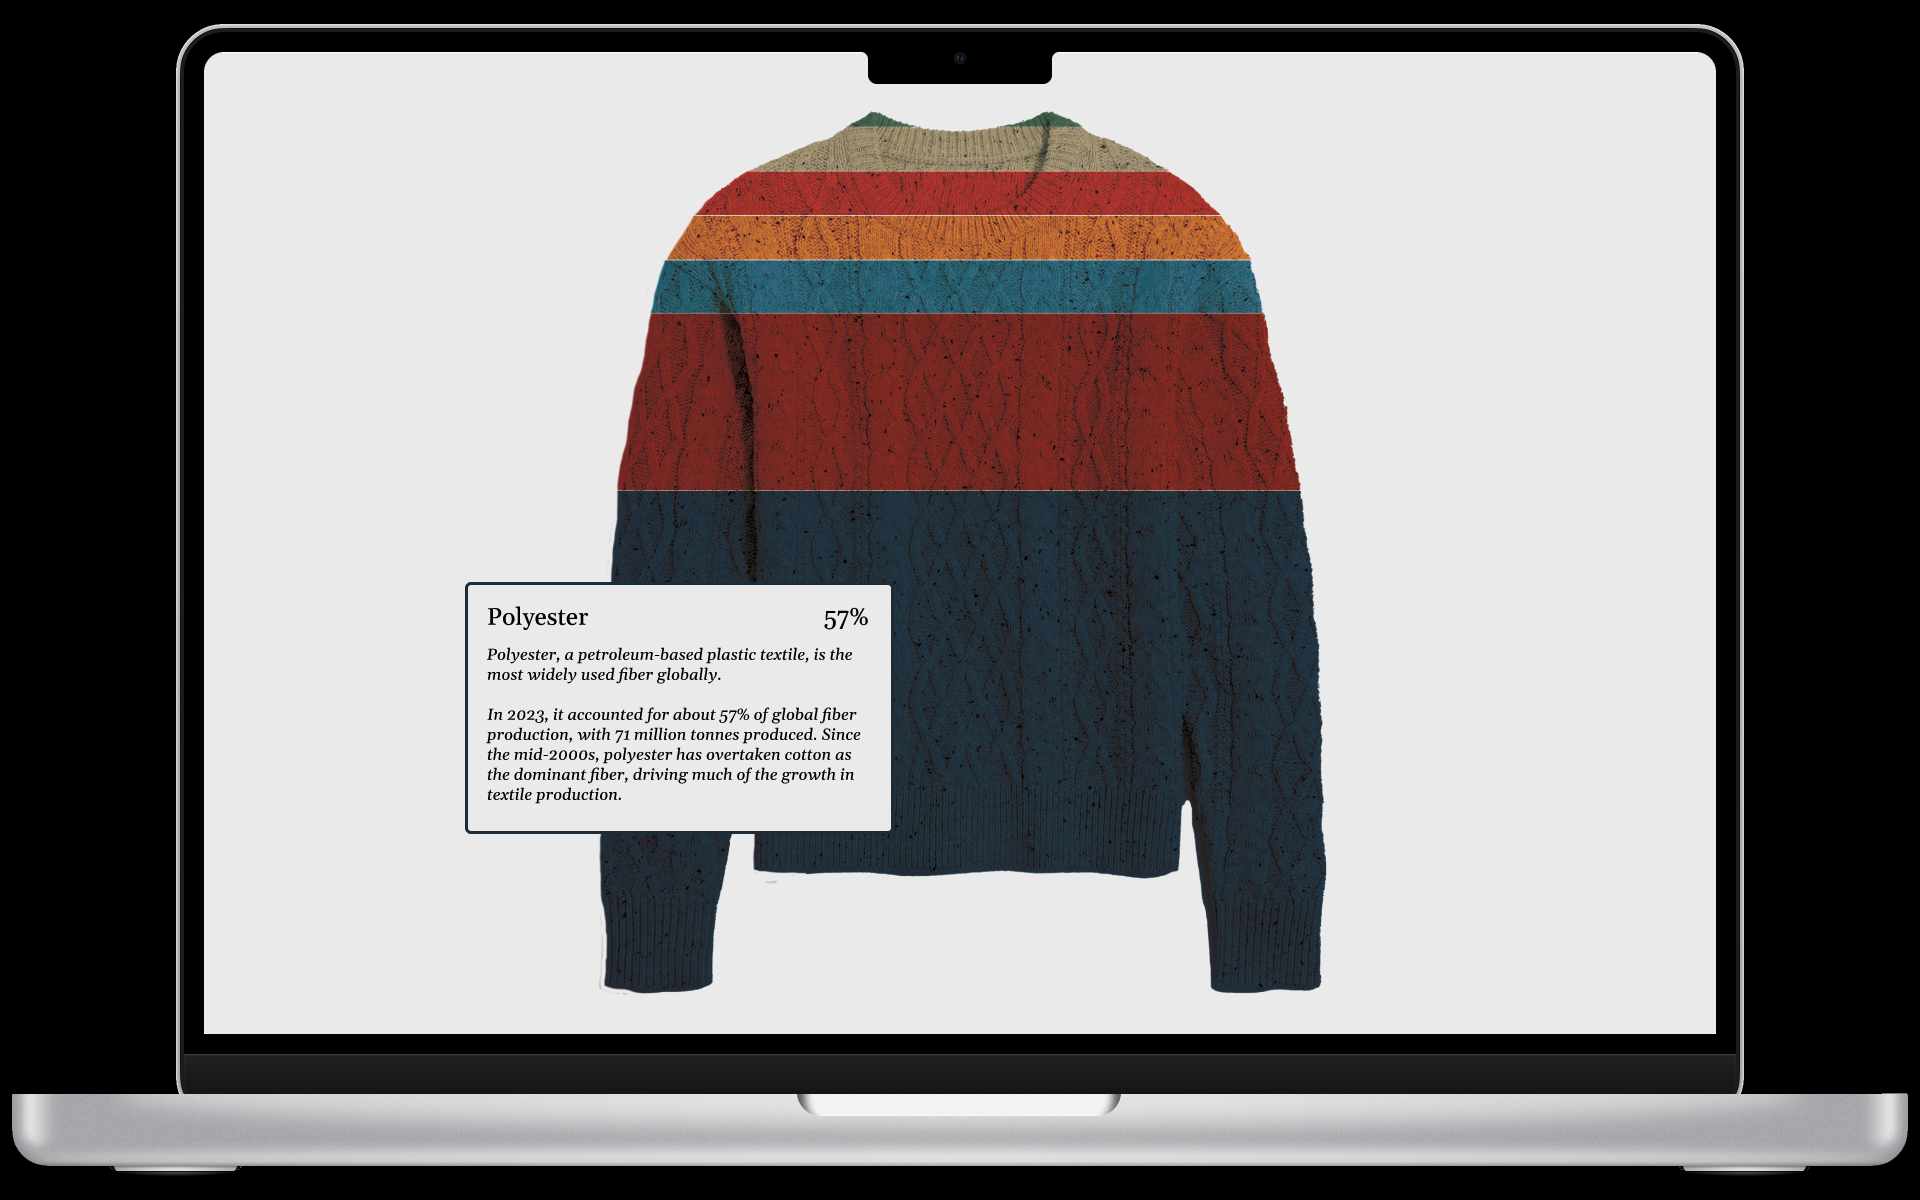 Polyester 57%
Polyester, a petroleum-based plastic textile, is the
most widely used fiber globally.
In 2023, it accounted for about 57% of global fiber
production, with 71 million tonnes produced. Since
the mid-2000s, polyester has overtaken cotton as
the dominant fiber, driving much of the growth in
textile production.